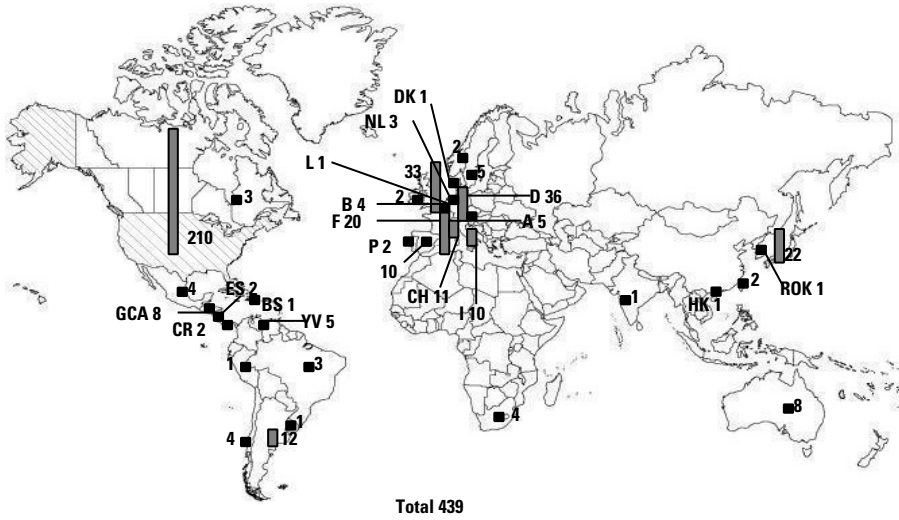 DK 1
NL 3
2
L 1
33
5
2
D 36
B 4
F 20
A 5
3
210
P 2
10
22
CH 11
I 10
ROK 1
4
ES 2
BS 1
GCA 8
CR 2
YV 5
1
HK 1
2
1
3
8
4
1
4
12
Total 439